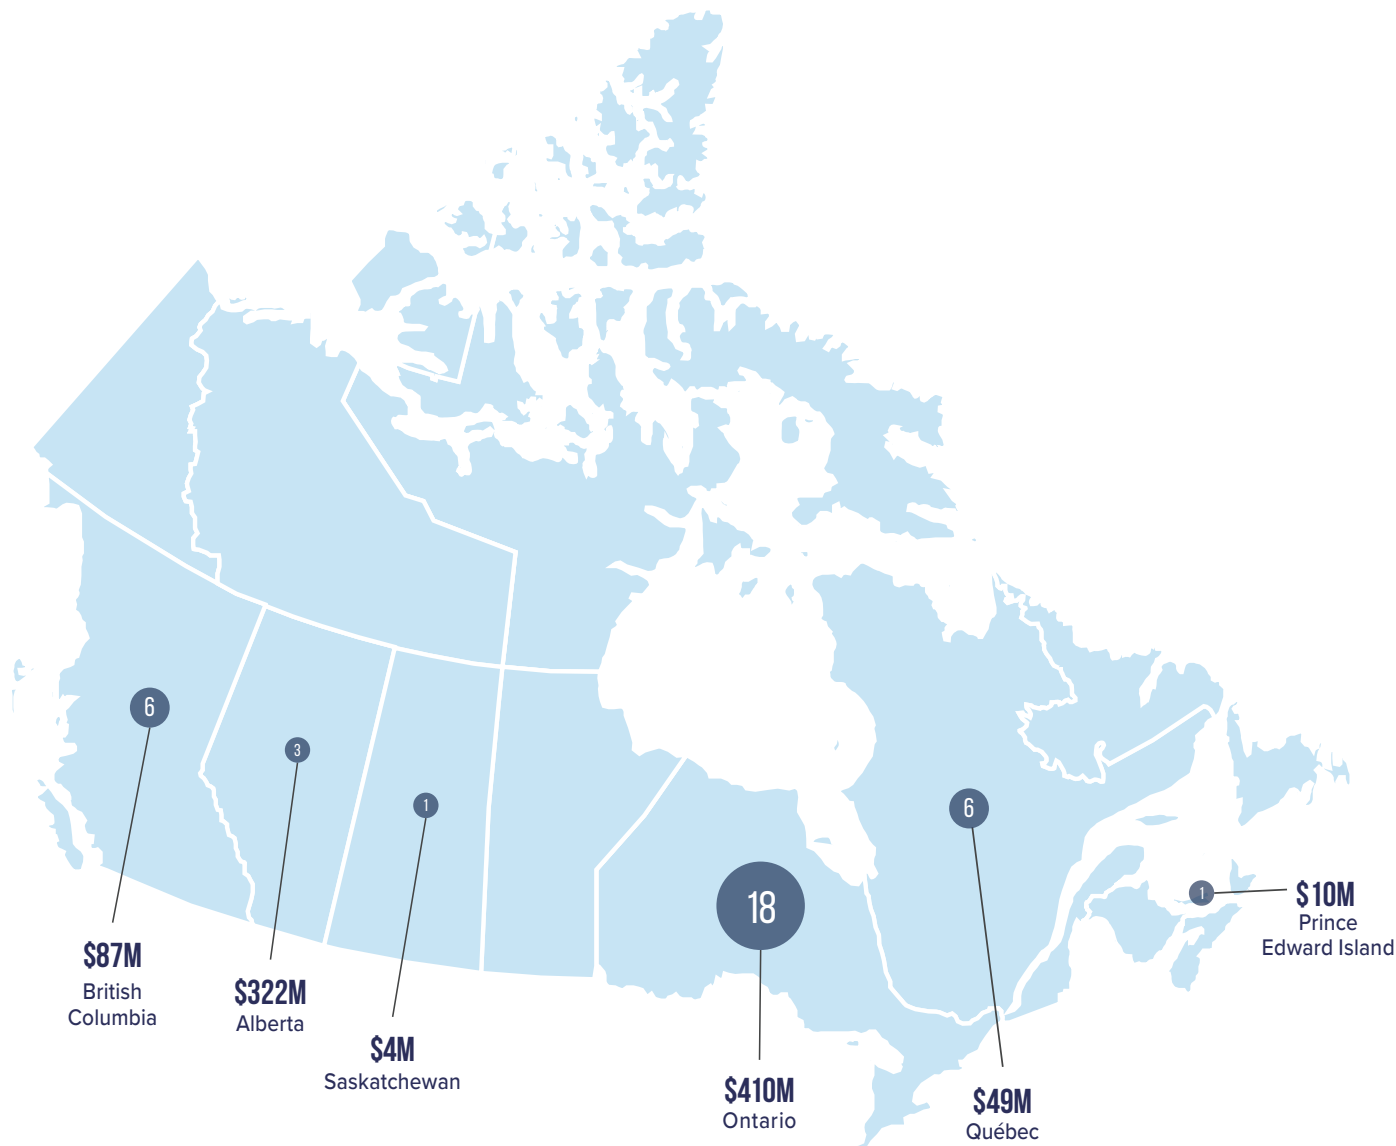 6
3
1
18
6
1
$87M
British
Columbia
$322M
Alberta
$4M
Saskatchewan
$410M
Ontario
$49M
Québec
$10M
Prince
Edward Island